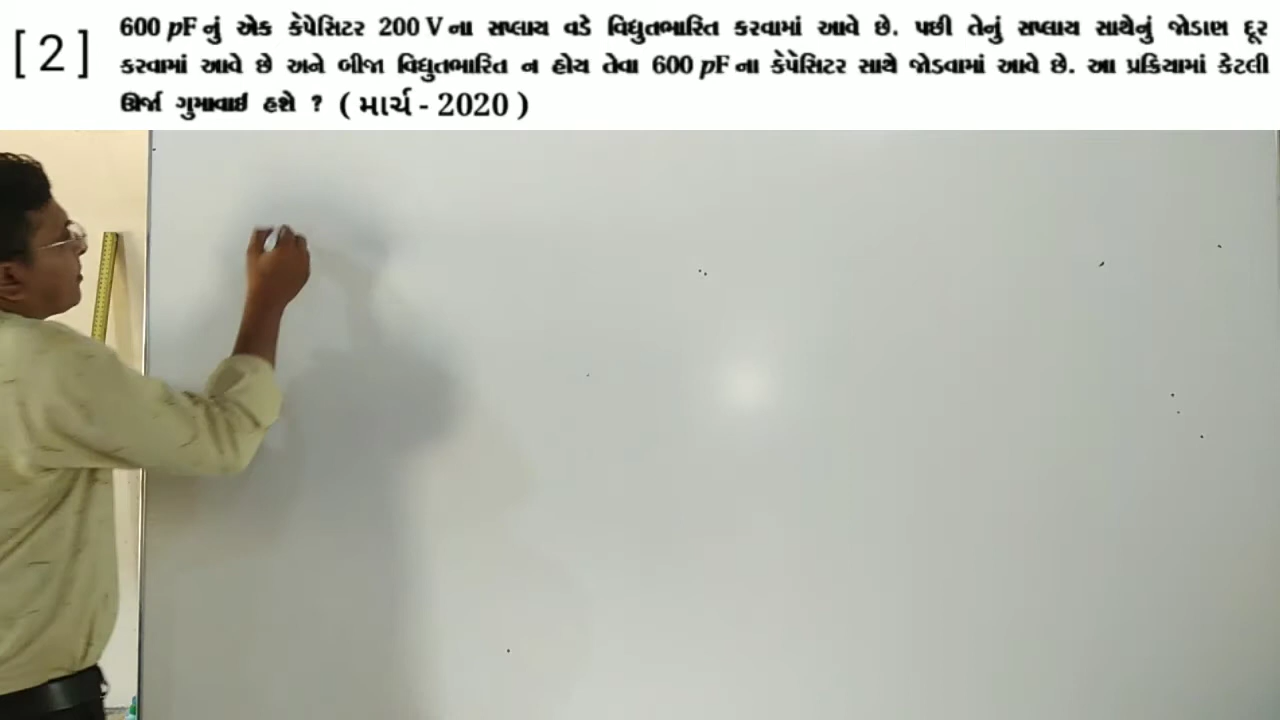 [ 2 ] 600 pF નું એક કેપેસિટર 200 V ના સપ્લાય વડે વિદ્યુતભારિત કરવામાં આવે છે. પછી તેનું સપ્લાય સાથેનું જોડાણ દૂર
કરવામાં આવે છે અને બીજા વિદ્યુતભારિત ન હોય તેવા 600 pF ના કેપેસિટર સાથે જોડવામાં આવે છે. આ પ્રક્રિયામાં કેટલી
ઊર્જા ગુમાવાઈ હશે ? ( માર્ચ - 2020 )